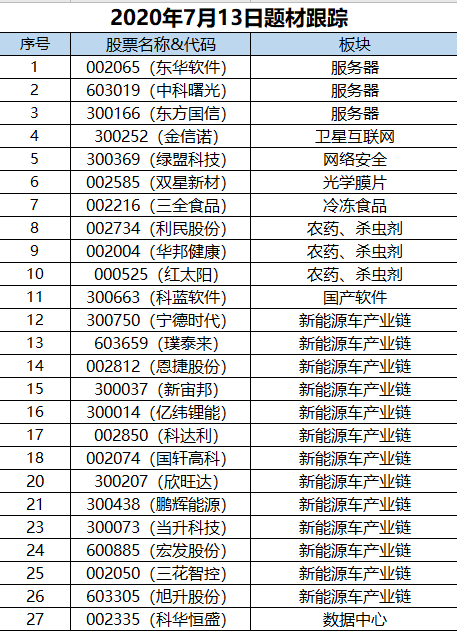 2020年7月13日题材跟踪
序号 股票名称&代码 板块
1 002065（东华软件） 服务器
2 603019（中科曙光） 服务器
3 300166（东方国信） 服务器
4 300252（金信诺） 卫星互联网
5 300369（绿盟科技） 网络安全
6 002585（双星新材） 光学膜片
7 002216（三全食品） 冷冻食品
8 002734（利民股份） 农药、杀虫剂
9 002004（华邦健康） 农药、杀虫剂
10 000525（红太阳） 农药、杀虫剂
11 300663（科蓝软件） 国产软件
12 300750（宁德时代） 新能源车产业链
13 603659（璞泰来） 新能源车产业链
14 002812（恩捷股份） 新能源车产业链
15 300037（新宙邦） 新能源车产业链
16 300014（亿纬锂能） 新能源车产业链
17 002850（科达利） 新能源车产业链
18 002074（国轩高科） 新能源车产业链
20 300207（欣旺达） 新能源车产业链
21 300438（鹏辉能源） 新能源车产业链
23 300073（当升科技） 新能源车产业链
24 600885（宏发股份） 新能源车产业链
25 002050（三花智控） 新能源车产业链
26 603305（旭升股份） 新能源车产业链
27 002335（科华恒盛） 数据中心